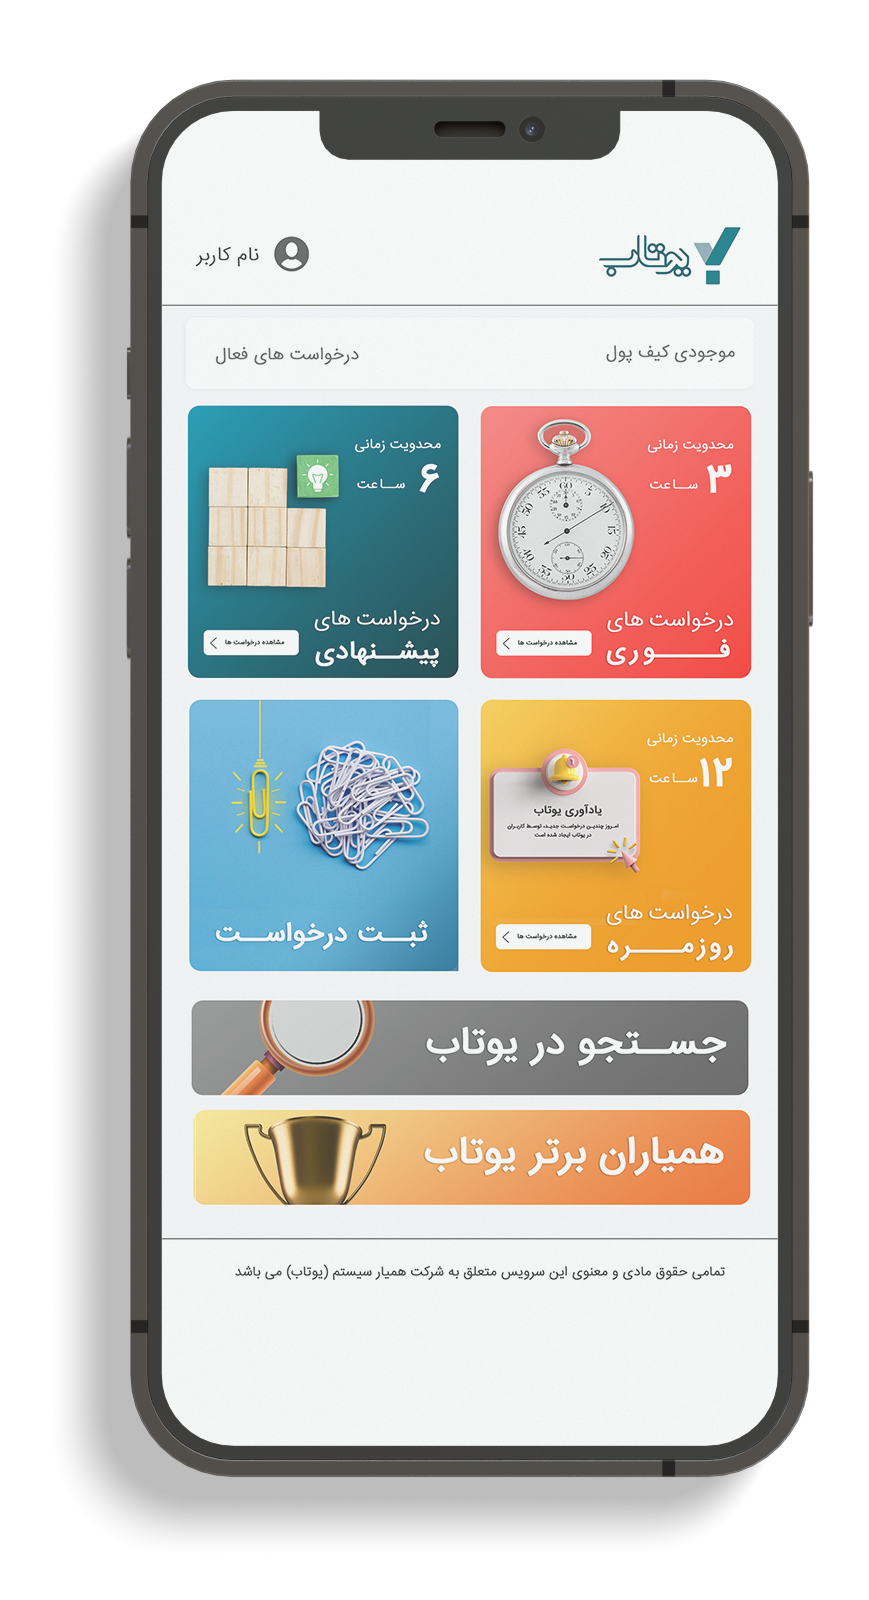 یوتاب
نام کاربر
موجودی کیف پول
درخواست های فعال
محدویت زمانی
۳ ساعت
درخواست های
فوری
مشاهده درخواست ها
محدویت زمانی
۶ ساعت
درخواست های
پیشنهادی
مشاهده درخواست ها
محدویت زمانی
۱۲ ساعت
1
یادآوری یوتاب
امروز چندین درخواست جدید، توسط کاربران
در یوتاب ایجاد شده است
درخواست های
روزمره
مشاهده درخواست ها
ثبت درخواست
جستجو در یوتاب
همیاران برتر یوتاب
تمامی حقوق مادی و معنوی این سرویس متعلق به شرکت همیار سیستم (یوتاب) می باشد